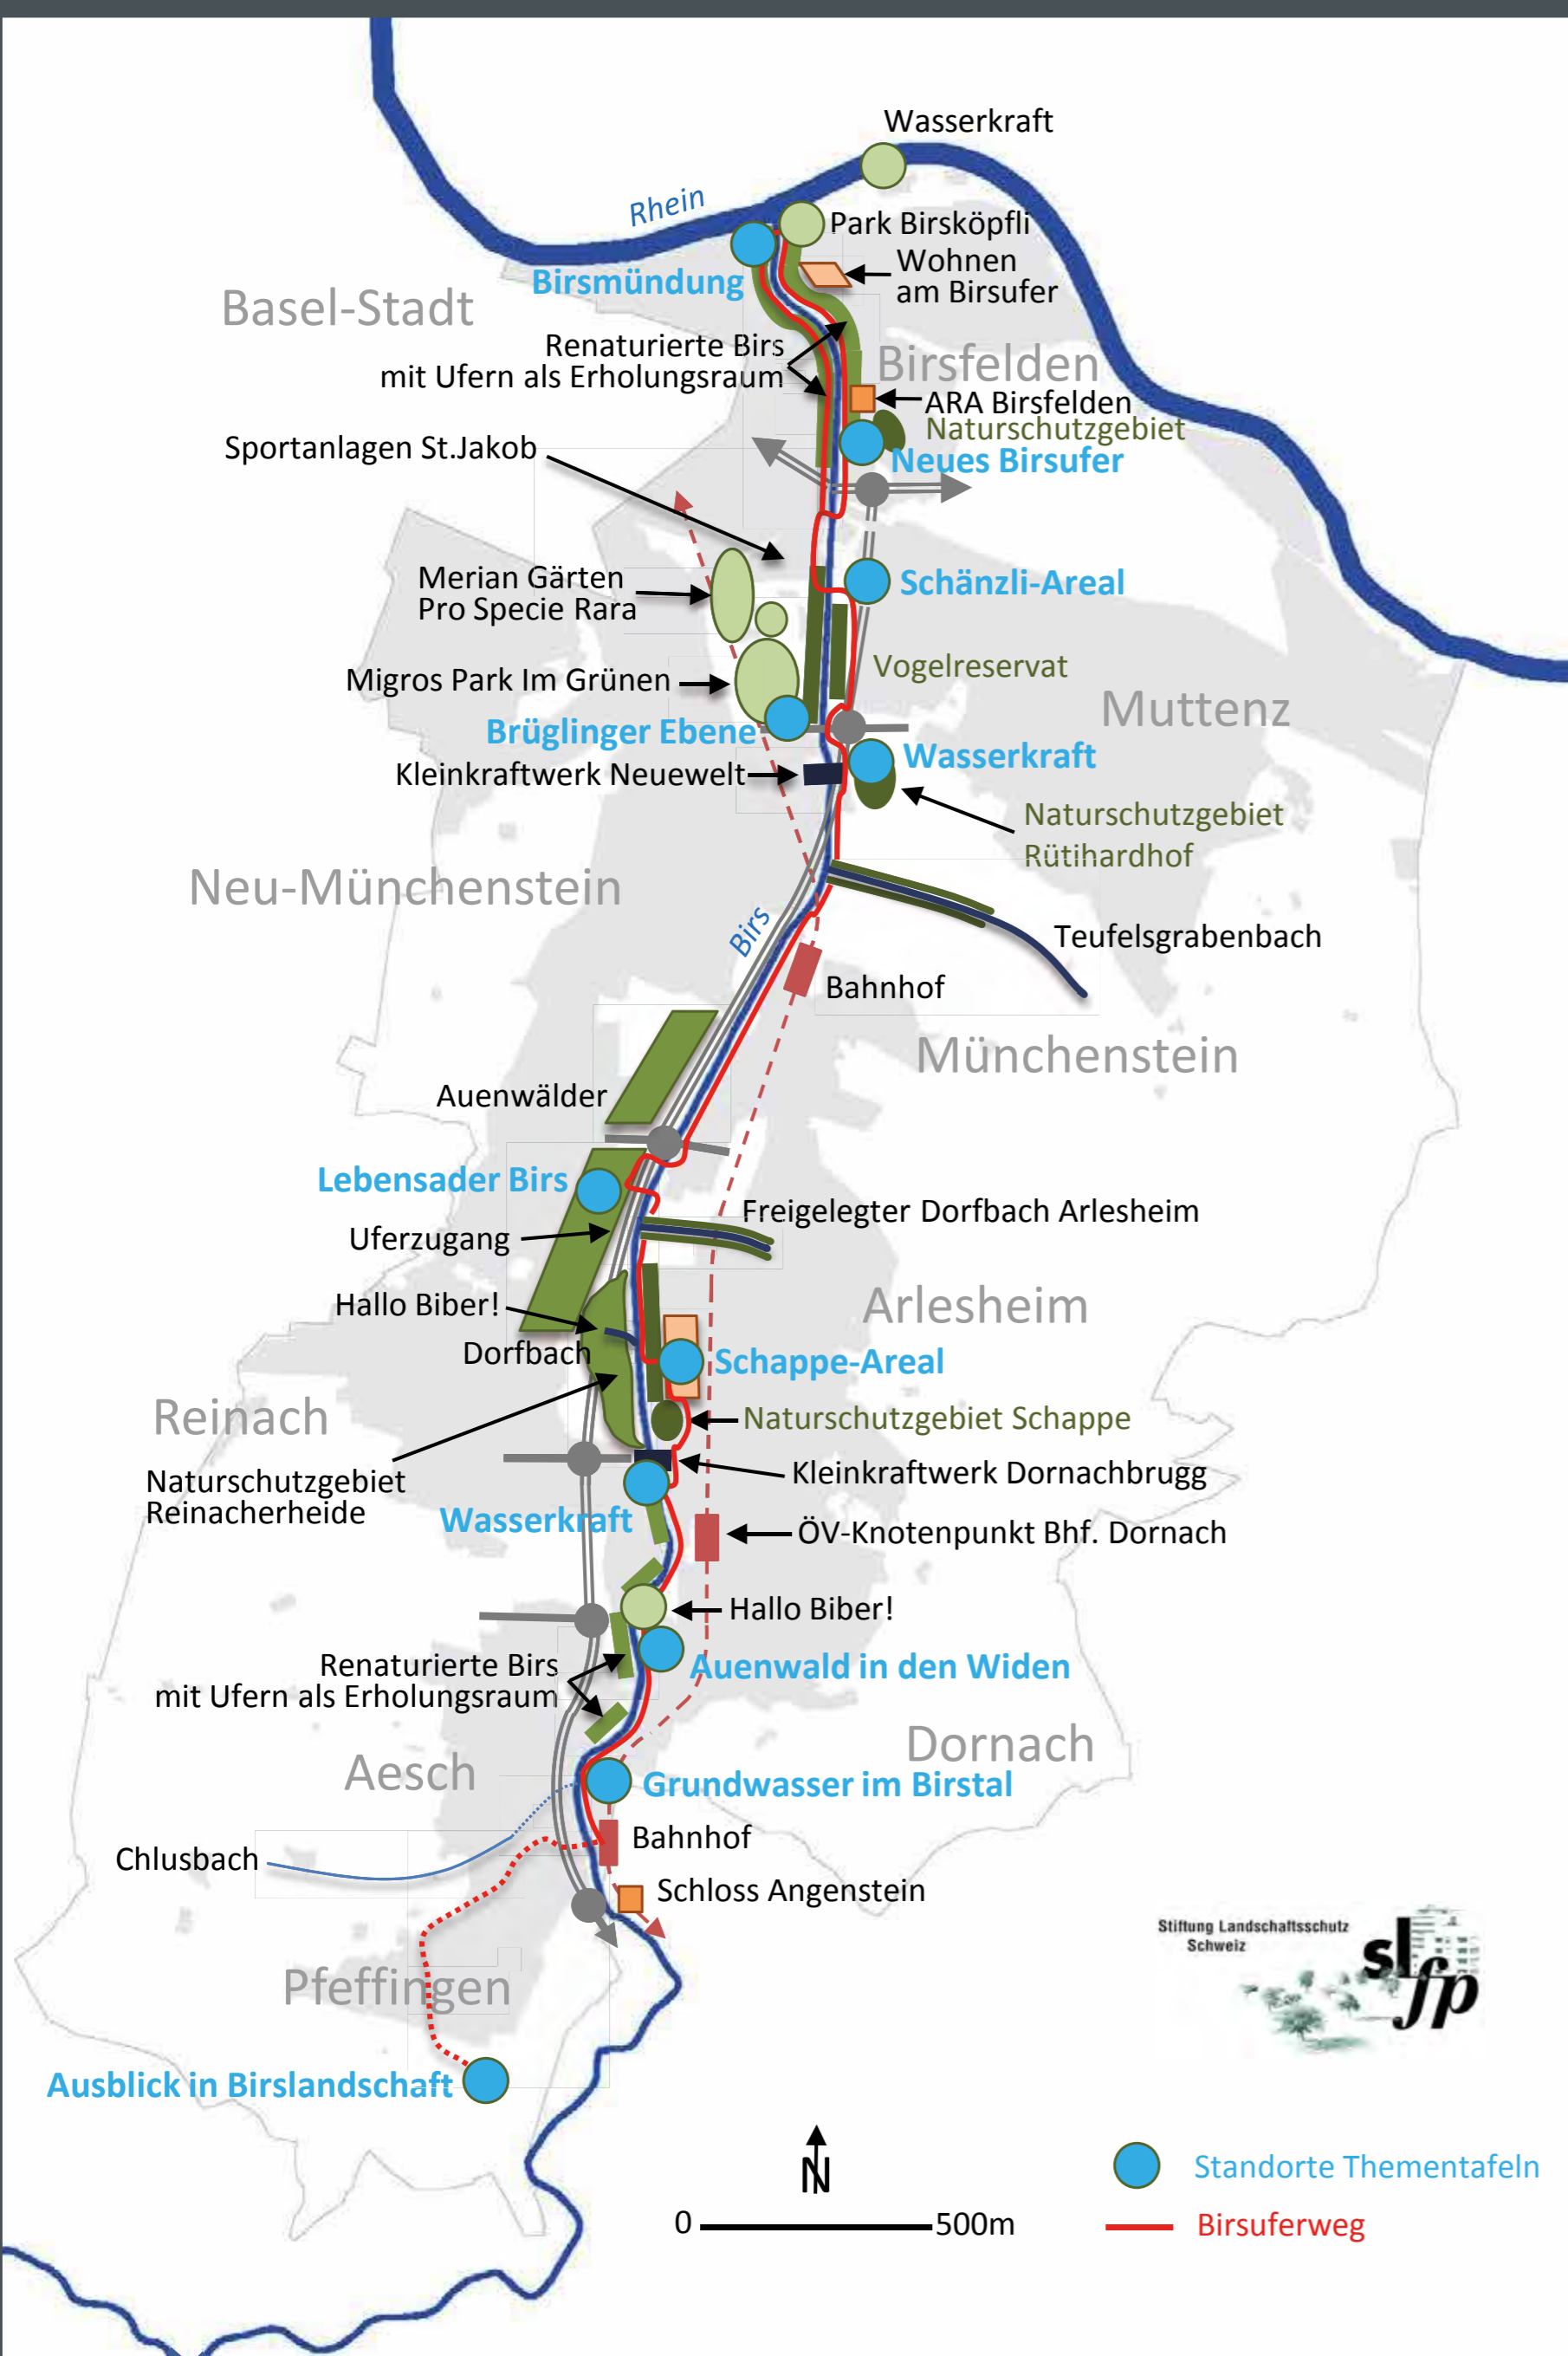 Wasserkraft
Rhein
Park Birsköpfli
Wohnen
am Birsufer
Birsmündung
Basel-Stadt
Renaturierte Birs
mit Ufern als Erholungsraum
Birsfelden
ARA Birsfelden
Naturschutzgebiet
Neues Birsufer
Sportanlagen St.Jakob
Merian Gärten
Pro Specie Rara
Schänzli-Areal
Vogelreservat
Migros Park Im Grünen
Muttenz
Brüglinger Ebene
Wasserkraft
Kleinkraftwerk Neuewelt
Naturschutzgebiet
Rütihardhof
Neu-Münchenstein
Birs
Teufelsgrabenbach
Bahnhof
Münchenstein
Auenwälder
Lebensader Birs
Freigelegter Dorfbach Arlesheim
Uferzugang
Hallo Biber!
Arlesheim
Dorfbach
Schappe-Areal
Reinach
Naturschutzgebiet Schappe
Naturschutzgebiet
Reinacherheide
Kleinkraftwerk Dornachbrugg
Wasserkraft
ÖV-Knotenpunkt Bhf. Dornach
Hallo Biber!
Renaturierte Birs
mit Ufern als Erholungsraum
Auenwald in den Widen
Dornach
Aesch
Grundwasser im Birstal
Bahnhof
Chlusbach
Schloss Angenstein
Stiftung Landschaftsschutz
Schweiz
sl
fp
Pfeffingen
Ausblick in Birslandschaft
N
0 500m
Standorte Thementafeln
Birsuferweg